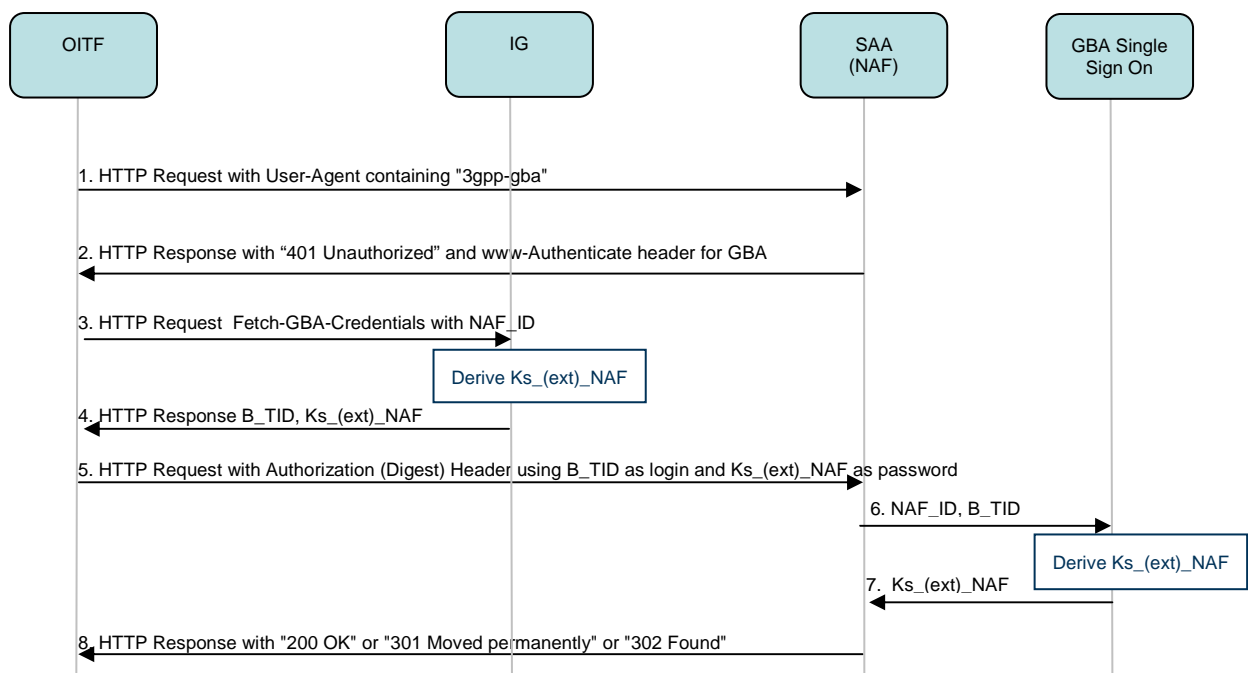 OITF
IG
SAA
(NAF)
GBA Single
Sign On
1. HTTP Request with User-Agent containing "3gpp-gba"
2. HTTP Response with “401 Unauthorized” and www-Authenticate header for GBA
3. HTTP Request  Fetch-GBA-Credentials with NAF_ID
Derive Ks_(ext)_NAF
4. HTTP Response B_TID, Ks_(ext)_NAF
5. HTTP Request with Authorization (Digest) Header using B_TID as login and Ks_(ext)_NAF as password
6. NAF_ID, B_TID
Derive Ks_(ext)_NAF
7.  Ks_(ext)_NAF
8. HTTP Response with "200 OK" or "301 Moved permanently" or "302 Found"